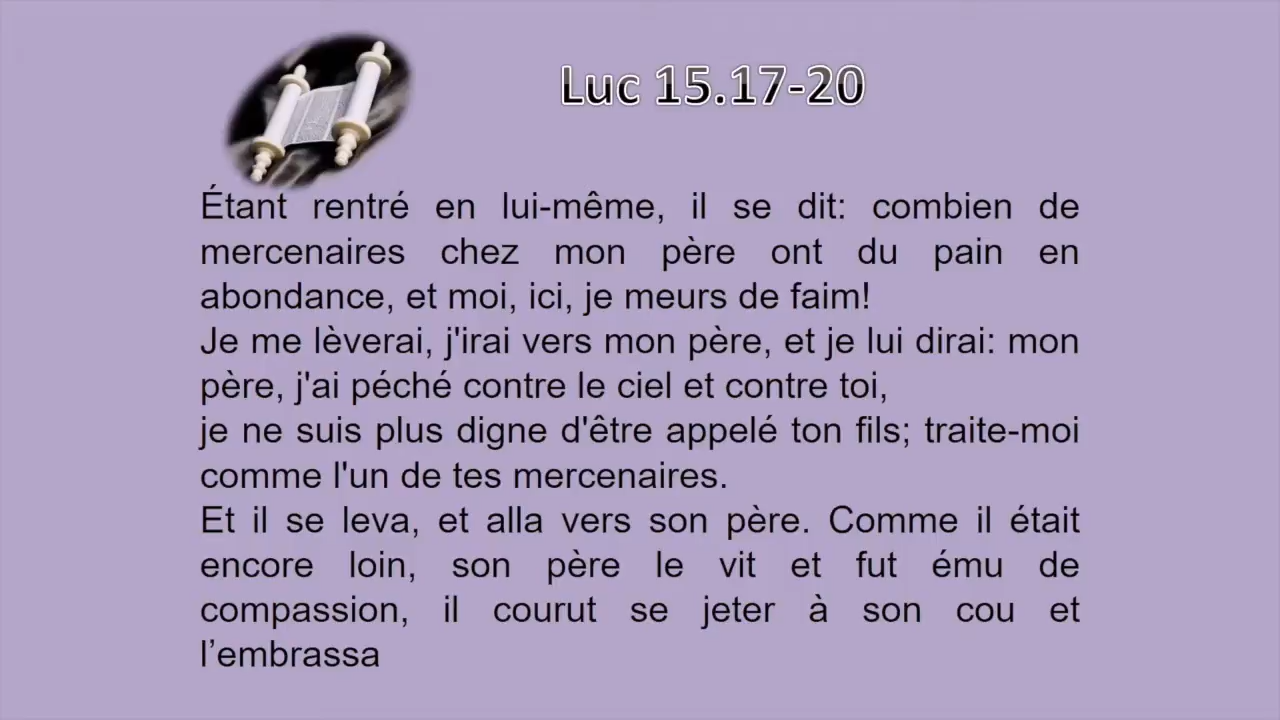 Luc 15.17-20
Étant rentré en lui-même, il se dit: combien de
mercenaires chez mon père ont du pain en
abondance, et moi, ici, je meurs de faim!
Je me lèverai, j'irai vers mon père, et je lui dirai: mon
père, j'ai péché contre le ciel et contre toi,
je ne suis plus digne d'être appelé ton fils; traite-moi
comme l'un de tes mercenaires.
Et il se leva, et alla vers son père. Comme il était
encore loin, son père le vit et fut ému de
compassion, il courut se jeter à son cou et
l’embrassa